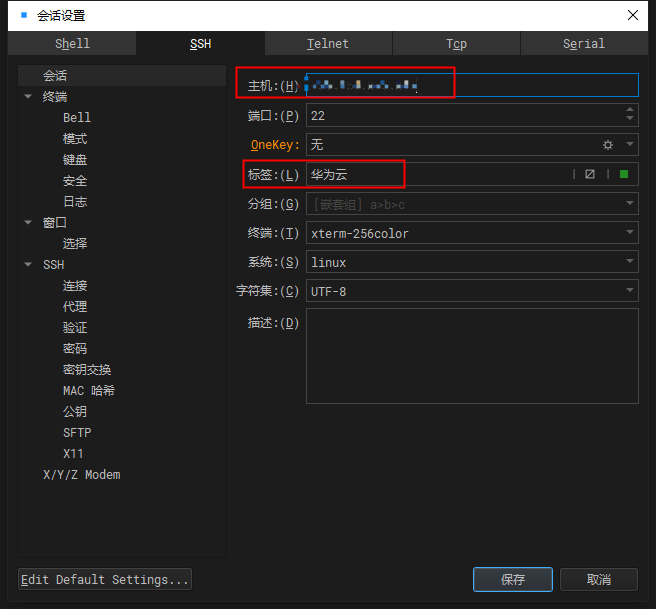 会话设置
Shell SSH Telnet Tcp Serial
会话
终端
Bell
模式
键盘
安全
日志
窗口
选择
SSH
连接
代理
验证
密码
密钥交换
MAC 哈希
公钥
SFTP
X11
X/Y/Z Modem
主机:(H)
端口:(P) 22
OneKey: 无
标签:(L) 华为云
分组:(G) [嵌套组] a>b>c
终端:(T) xterm-256color
系统:(S) linux
字符集:(C) UTF-8
描述:(D)
Edit Default Settings... 保存 取消